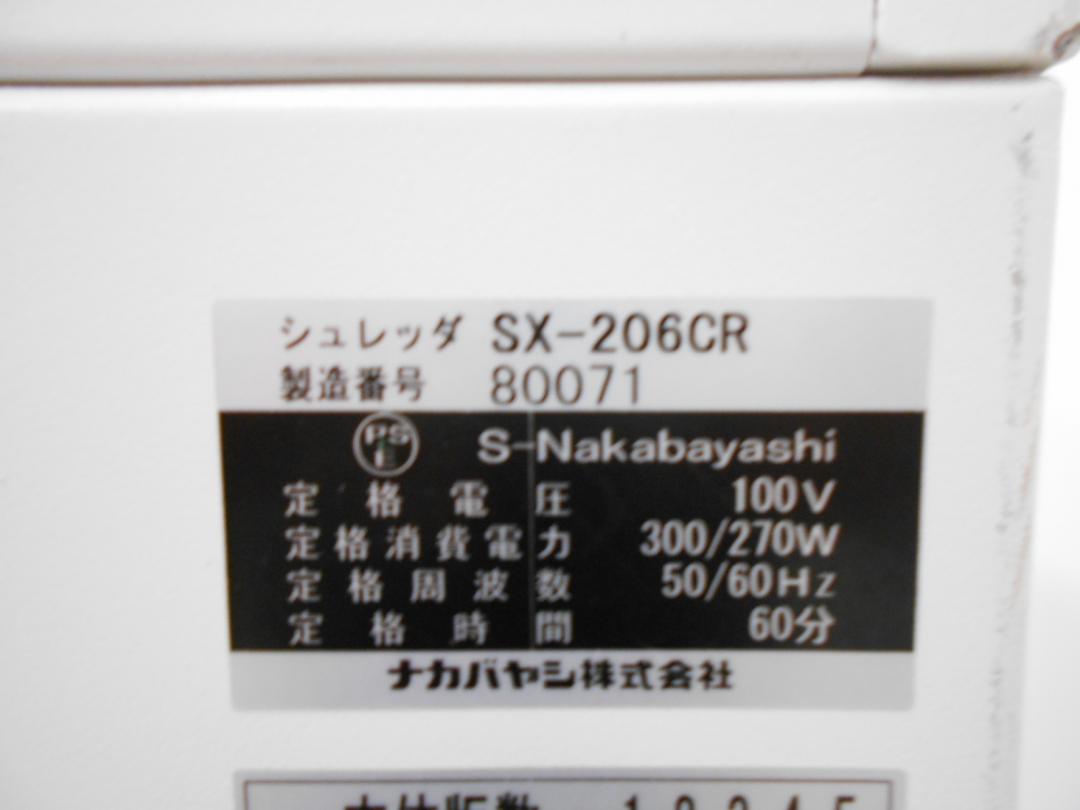 シュレッダ SX-206CR
製造番号 80071
PSE S-Nakabayashi
定格電圧 100V
定格消費電力 300/270W
定格周波数 50/60Hz
定格時間 60分
ナカバヤシ株式会社